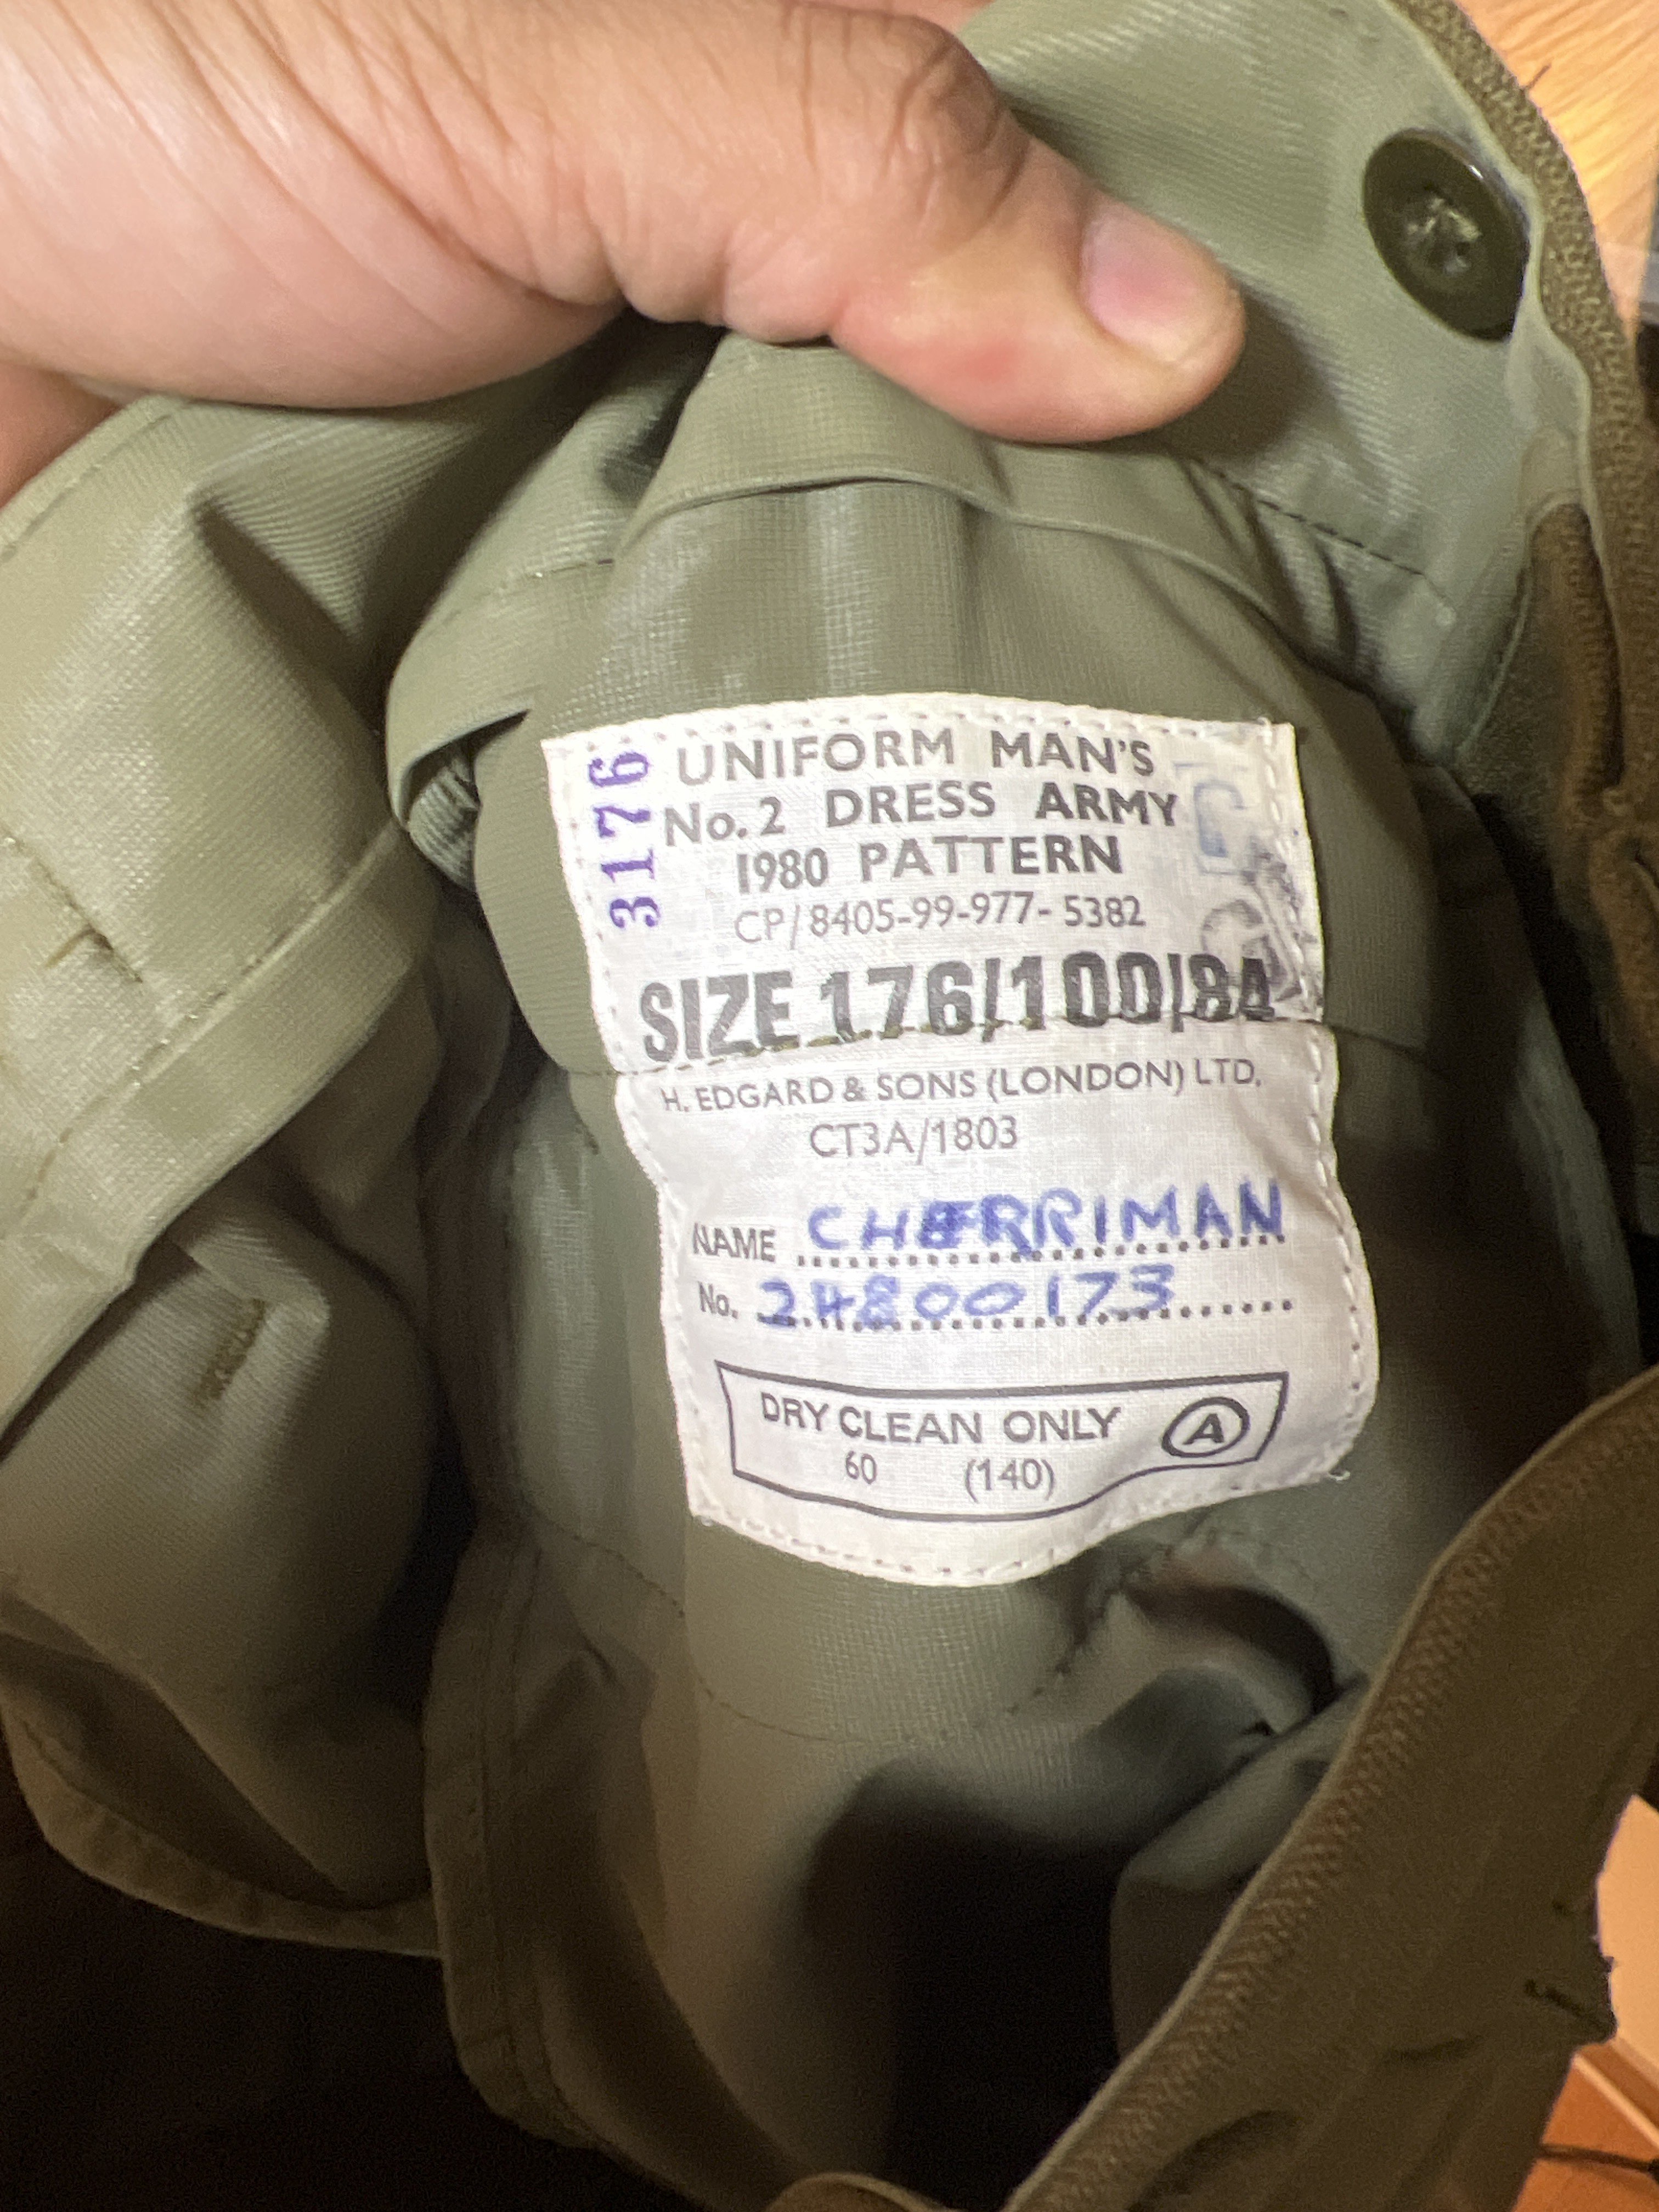 3176
UNIFORM MAN'S
No. 2 DRESS ARMY
1980 PATTERN
CP/8405-99-977-5382
SIZE 176/100/84
H. EDGARD & SONS (LONDON) LTD.
CT3A/1803
NAME CHERRIMAN
No. 24800173
DRY CLEAN ONLY Ⓐ
60 (140)